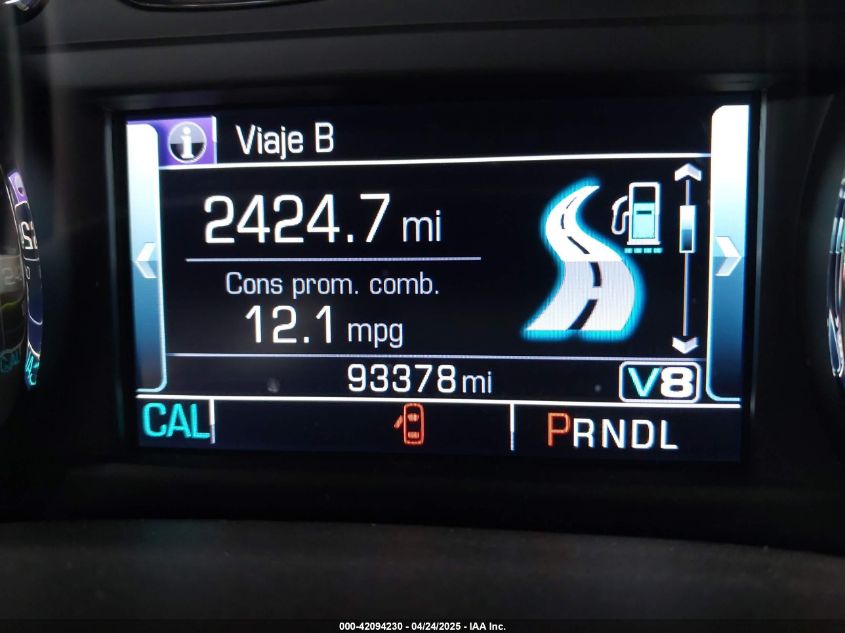 Viaje B
2424.7 mi
Cons prom. comb.
12.1 mpg
93378 mi
V8
CAL
PRNDL
000-42094230 - 04/24/2025 - IAA Inc.